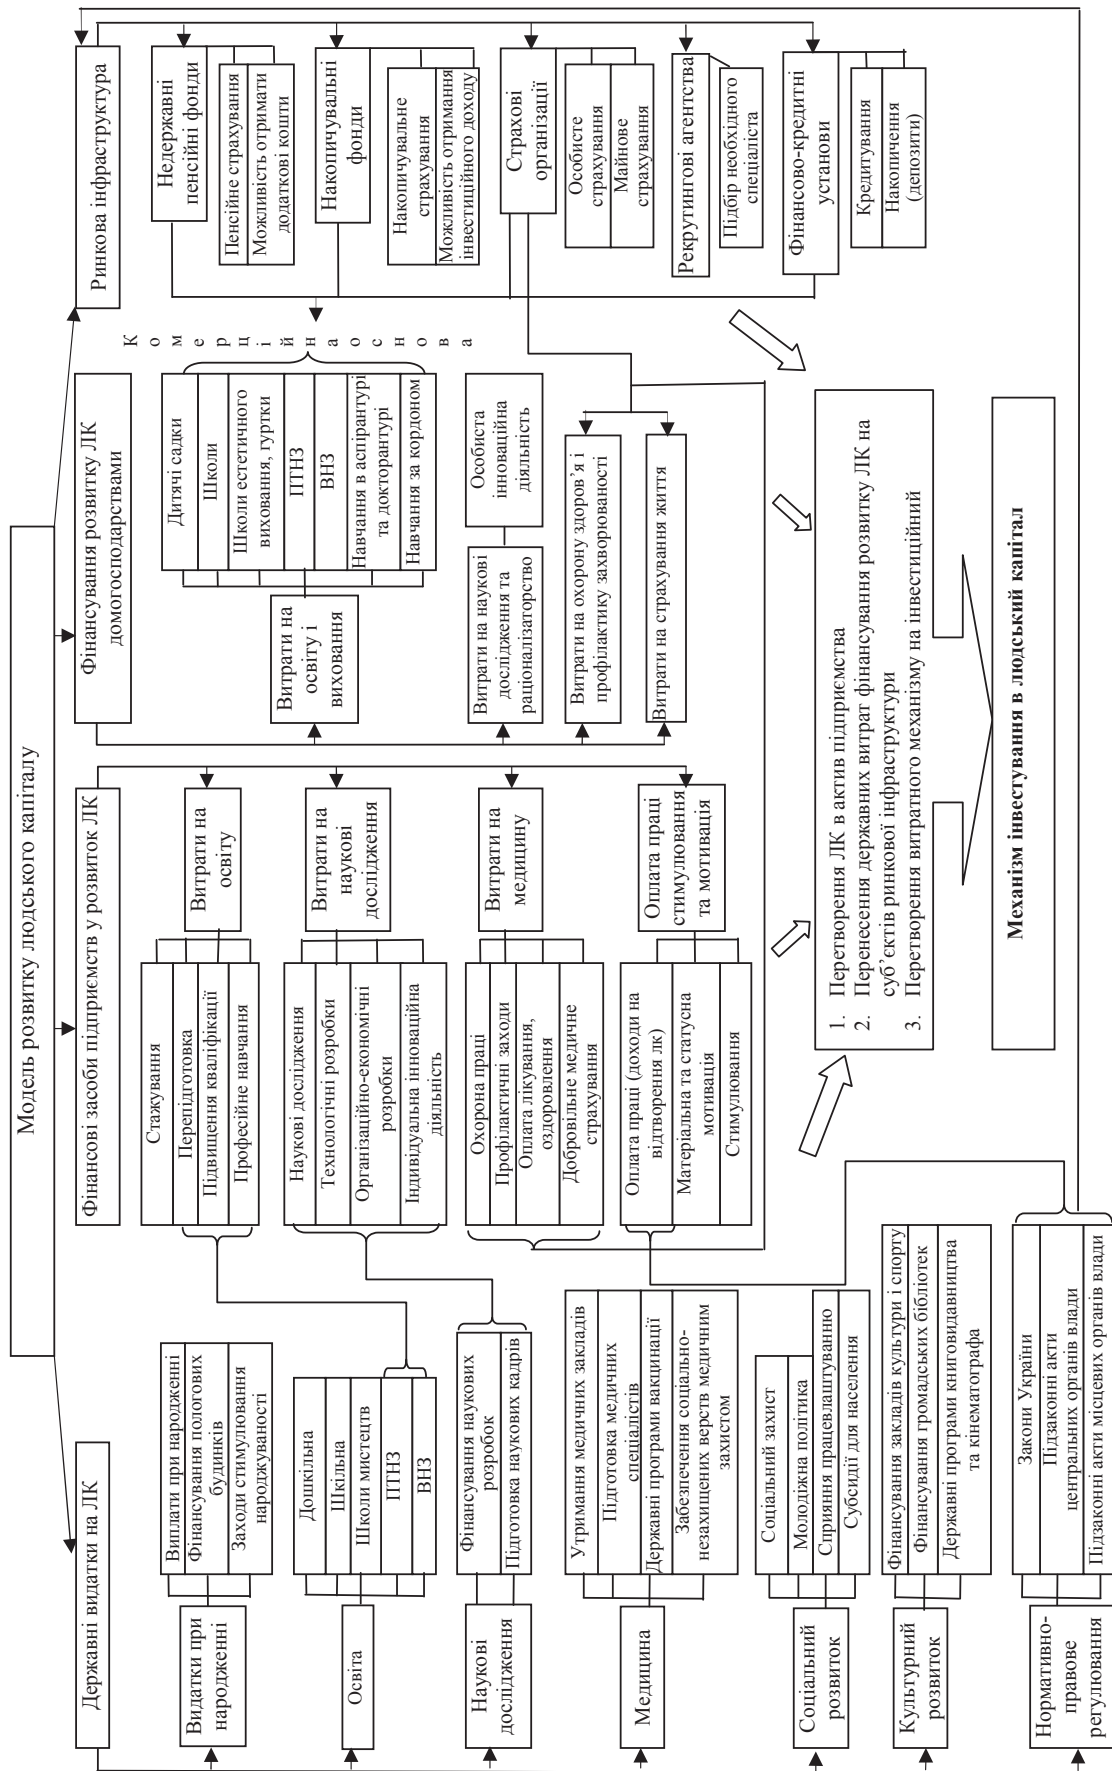 Модель розвитку людського капіталу
Державні видатки на ЛК
Видатки при
народженні
Виплати при народженні
Фінансування пологових
будинків
Заходи стимулювання
народжуваності
Освіта
Дошкільна
Шкільна
Школи мистецтв
ПТНЗ
ВНЗ
Наукові
дослідження
Фінансування наукових
розробок
Підготовка наукових кадрів
Медицина
Утримання медичних закладів
Підготовка медичних
спеціалістів
Державні програми вакцинації
Забезпечення соціально-
незахищених верств медичним
захистом
Соціальний
розвиток
Соціальний захист
Молодіжна політика
Сприяння працевлаштуванню
Субсидії для населення
Культурний
розвиток
Фінансування закладів культури і спорту
Фінансування громадських бібліотек
Державні програми книговидавництва
та кінематографа
Нормативно-
правове
регулювання
Закони України
Підзаконні акти
центральних органів влади
Підзаконні акти місцевих органів влади
Фінансові засоби підприємств у розвиток ЛК
Стажування
Перепідготовка
Підвищення кваліфікації
Професійне навчання
Витрати на
освіту
Наукові дослідження
Технологічні розробки
Організаційно-економічні
розробки
Індивідуальна інноваційна
діяльність
Витрати на
наукові
дослідження
Охорона праці
Профілактичні заходи
Оплата лікування,
оздоровлення
Добровільне медичне
страхування
Витрати на
медицину
Оплата праці (доходи на
відтворення лк)
Матеріальна та статусна
мотивація
Стимулювання
Оплата праці
стимулювання
та мотивація
Фінансування розвитку ЛК
домогосподарствами
Витрати на
освіту і
виховання
Дитячі садки
Школи
Школи естетичного
виховання, гуртки
ПТНЗ
ВНЗ
Навчання в аспірантурі
та докторантурі
Навчання за кордоном
Комерційна основа
Витрати на наукові
дослідження та
раціоналізаторство
Особиста
інноваційна
діяльність
Витрати на охорону здоров'я і
профілактику захворюваності
Витрати на страхування життя
Ринкова інфраструктура
Недержавні
пенсійні фонди
Пенсійне страхування
Можливість отримати
додаткові кошти
Накопичувальні
фонди
Накопичувальне
страхування
Можливість отримання
інвестиційного доходу
Страхові
організації
Особисте
страхування
Майнове
страхування
Рекрутингові агентства
Підбір необхідного
спеціаліста
Фінансово-кредитні
установи
Кредитування
Накопичення
(депозити)
1. Перетворення ЛК в актив підприємства
2. Перенесення державних витрат фінансування розвитку ЛК на
суб'єктів ринкової інфраструктури
3. Перетворення витратного механізму на інвестиційний
Механізм інвестування в людський капітал